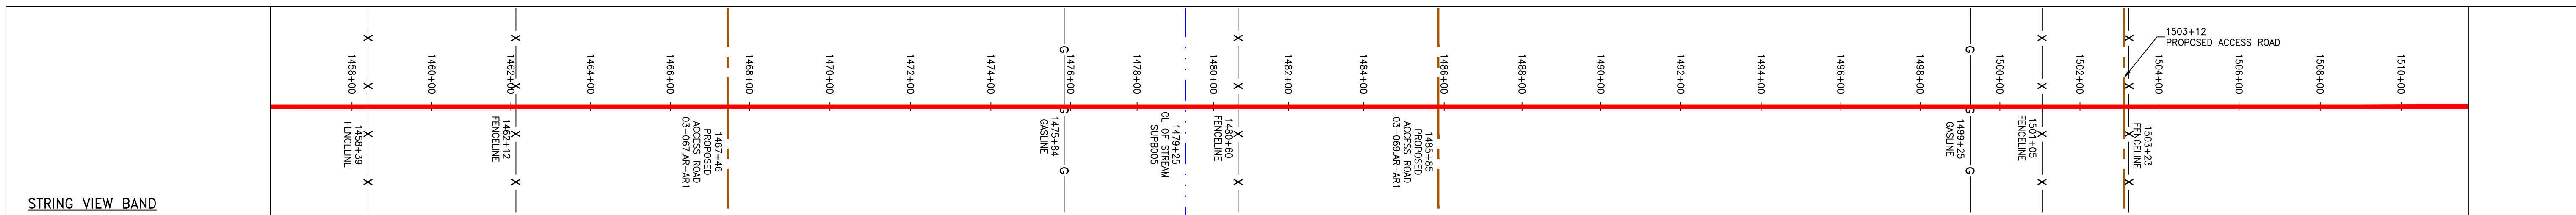 STRING VIEW BAND
1458+00
1458+39
FENCELINE
1460+00
1462+00
1462+12
FENCELINE
1464+00
1466+00
1467+46
PROPOSED
ACCESS ROAD
03-067.AR-AR1
1468+00
1470+00
1472+00
1474+00
1475+84
GASLINE
1476+00
1478+00
1479+25
CL OF STREAM
SUPB005
1480+00
1480+60
FENCELINE
1482+00
1484+00
1485+85
PROPOSED
ACCESS ROAD
03-069.AR-AR1
1486+00
1488+00
1490+00
1492+00
1494+00
1496+00
1498+00
1499+25
GASLINE
1500+00
1501+05
FENCELINE
1502+00
1503+12
PROPOSED ACCESS ROAD
1503+23
FENCELINE
1504+00
1506+00
1508+00
1510+00
X
X
X
X
X
X
X
X
G
G
G
X
X
X
X
G
G
G
X
X
X
X
X
X
X
X